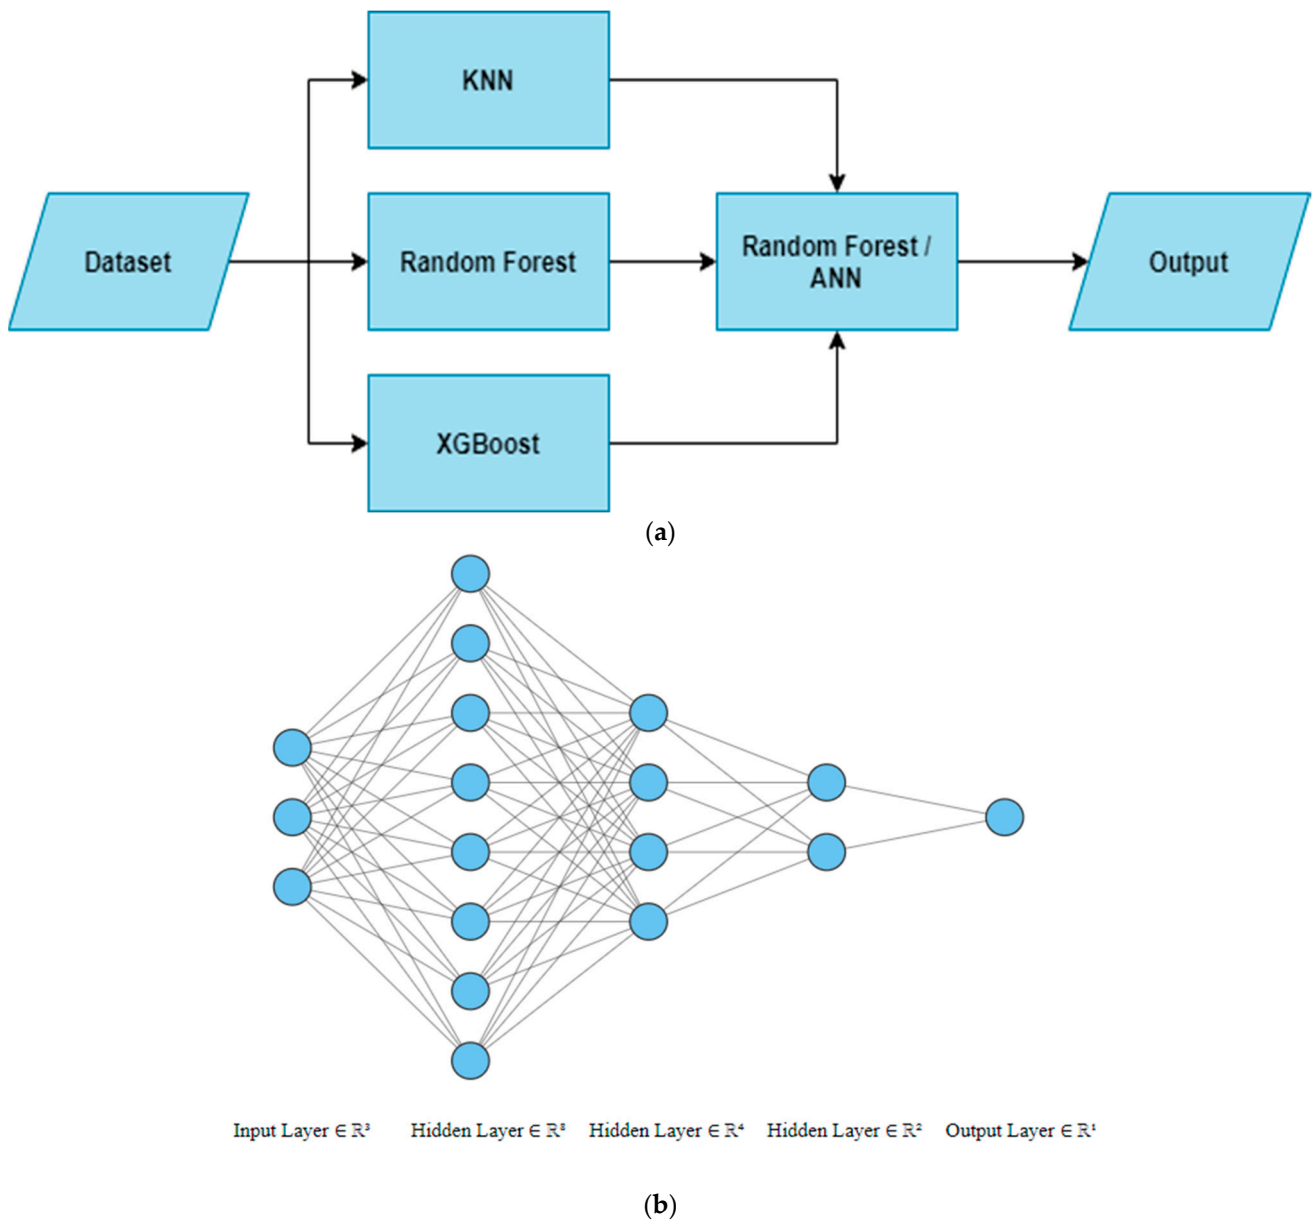 KNN
Dataset
Random Forest
Random Forest /
ANN
Output
XGBoost
(a)
Input Layer ∈ ℝ³ Hidden Layer ∈ ℝ⁸ Hidden Layer ∈ ℝ⁴ Hidden Layer ∈ ℝ² Output Layer ∈ ℝ¹
(b)